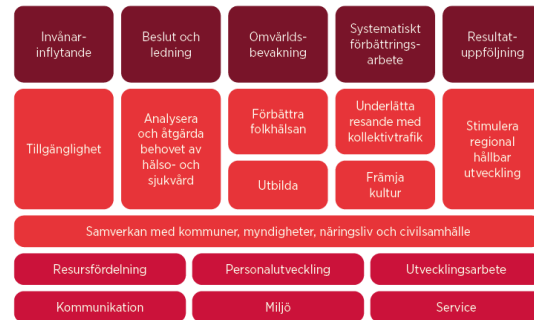 Invånar-
inflytande
Beslut och
ledning
Omvärlds-
bevakning
Systematiskt
förbättrings-
arbete
Resultat-
uppföljning
Tillgänglighet
Analysera
och åtgärda
behovet av
hälso- och
sjukvård
Förbättra
folkhälsan
Utbilda
Underlätta
resande med
kollektivtrafik
Främja
kultur
Stimulera
regional
hållbar
utveckling
Samverkan med kommuner, myndigheter, näringsliv och civilsamhälle
Resursfördelning
Personalutveckling
Utvecklingsarbete
Kommunikation
Miljö
Service